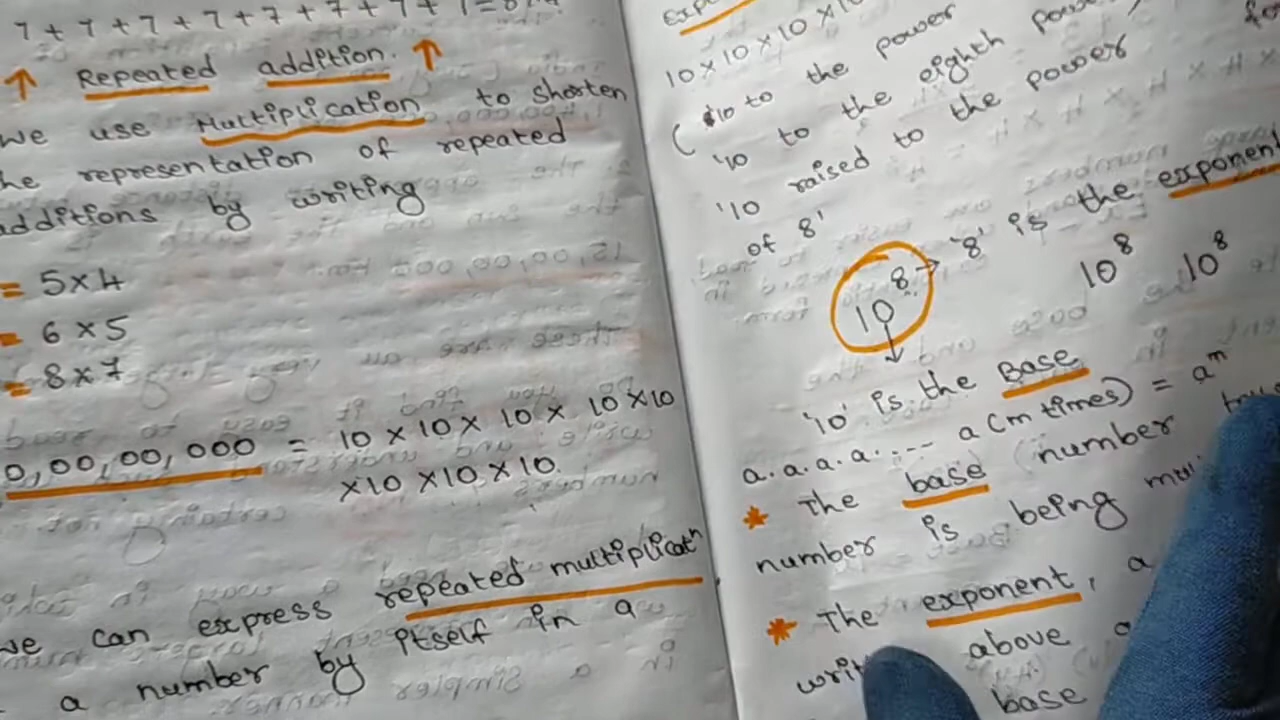 7 + 7 + 7 + 7 + 7 + 7 + 7 +
Repeated addition.
we use Multiplication to shorten
representation of repeated
additions by writing
= 5 x 4
= 6 x 5
= 8 x 7
0,00,00,000 = 10 x 10 x 10 x 10 x 10
x 10 x 10 x 10.
we can express repeated multiplicatn
a number by itself in a
10 x 10 x 10 x 10
( '10 to the power
'10 to the eighth power
'10 raised to the power
of 8'
10⁸ → '8' is the exponent
10⁸ 10⁸
'10' is the Base
a.a.a.a.... a (m times) = aᵐ
* The base number
number is being
* The exponent, a
above
base